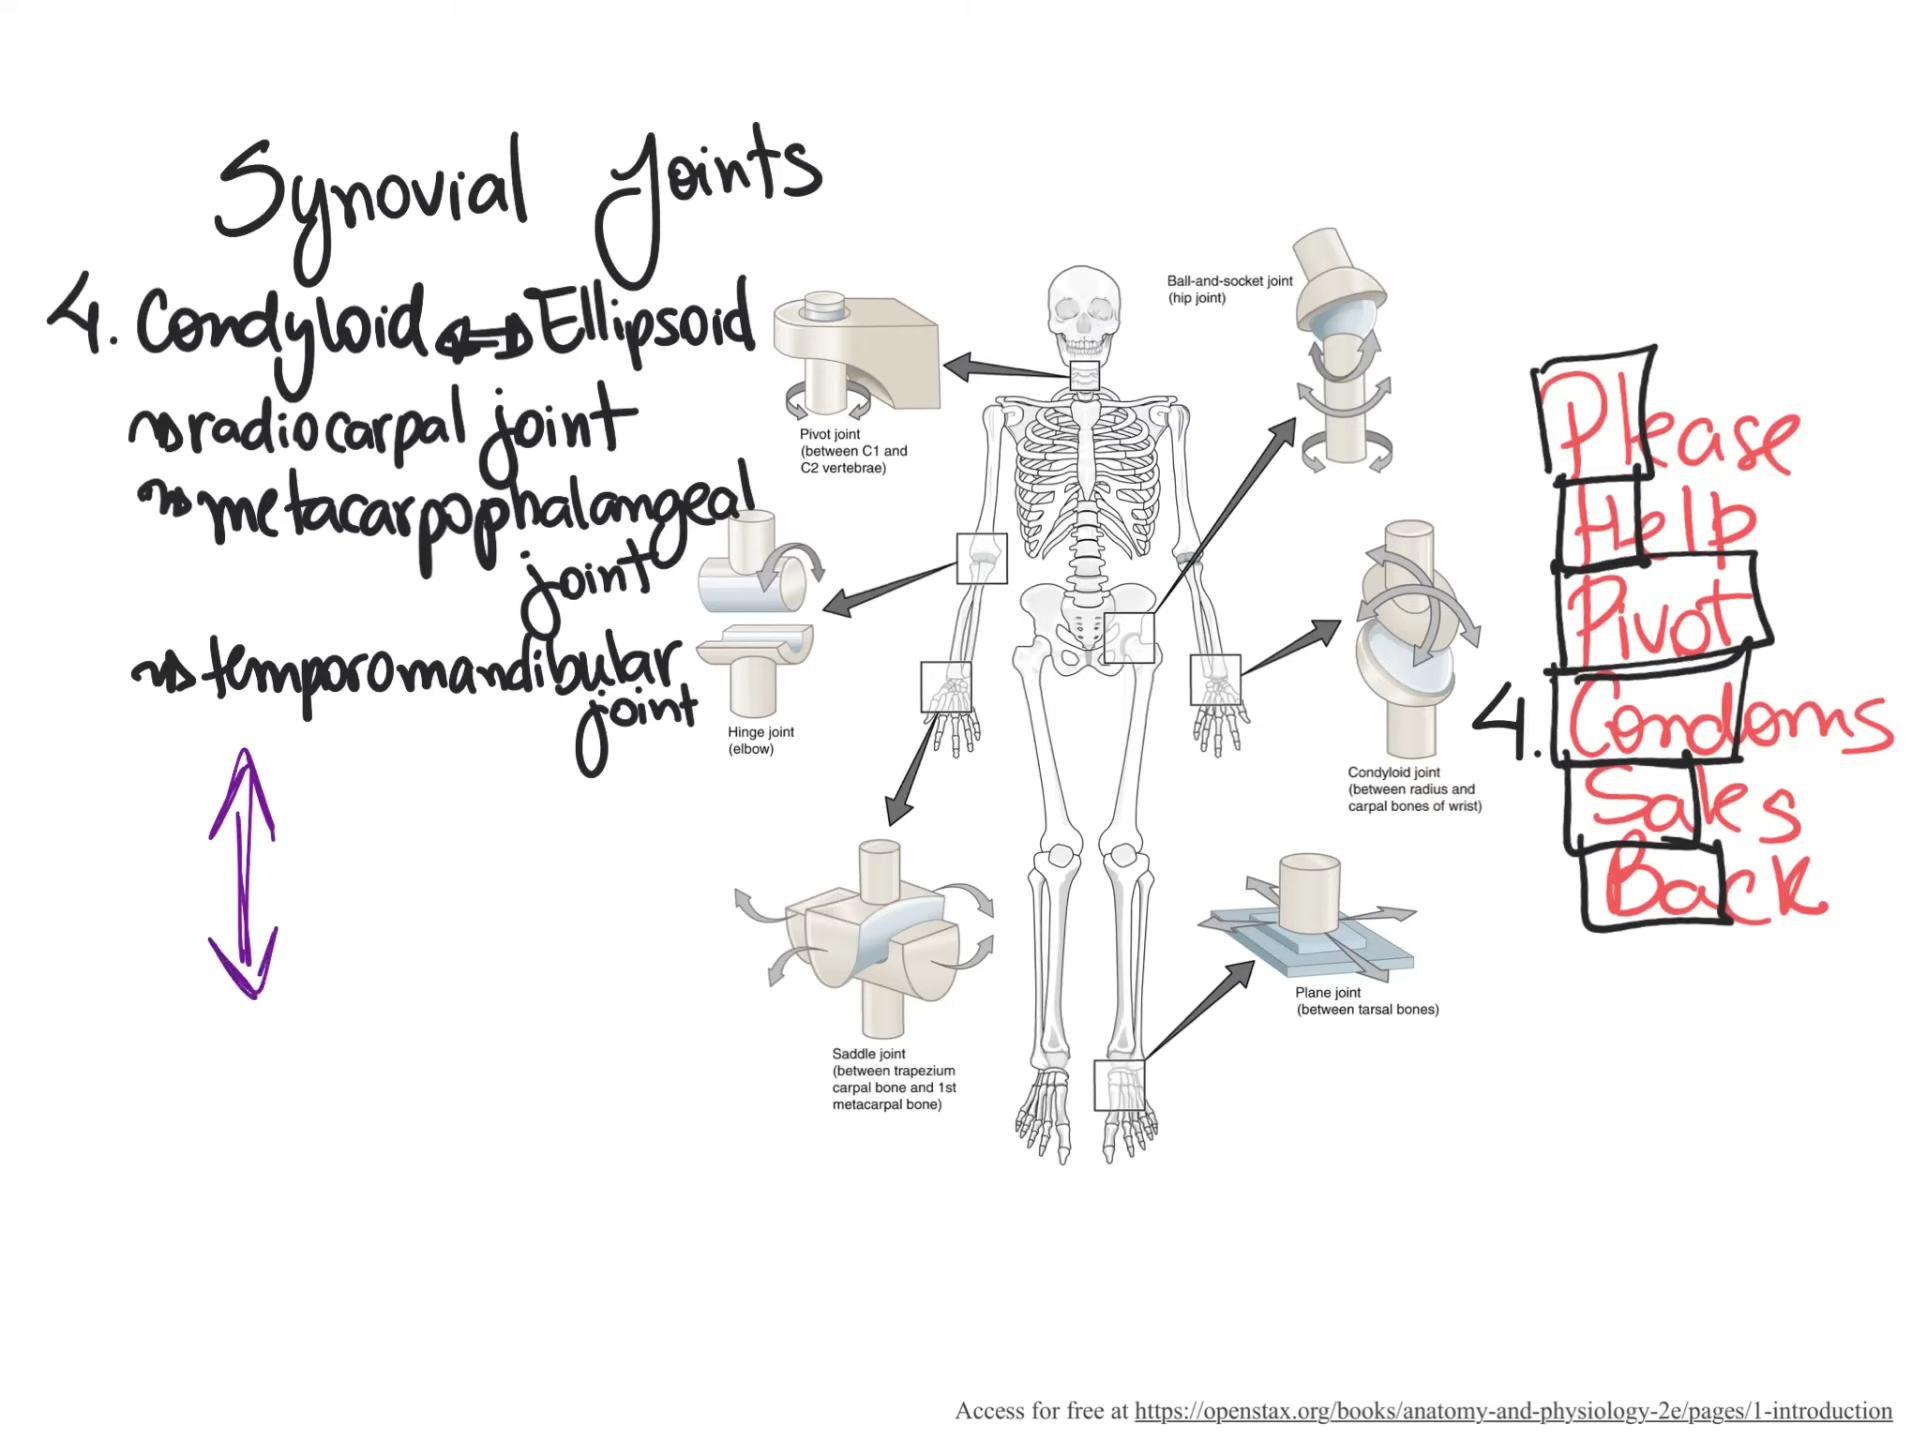 Synovial Joints
4. Condyloid ↔ Ellipsoid
radiocarpal joint
metacarpophalangeal
joint
temporomandibular
joint
Pivot joint
(between C1 and
C2 vertebrae)
Hinge joint
(elbow)
Saddle joint
(between trapezium
carpal bone and 1st
metacarpal bone)
Ball-and-socket joint
(hip joint)
Condyloid joint
(between radius and
carpal bones of wrist)
Plane joint
(between tarsal bones)
Please
Help
Pivot
4. Condoms
Sales
Back
Access for free at https://openstax.org/books/anatomy-and-physiology-2e/pages/1-introduction